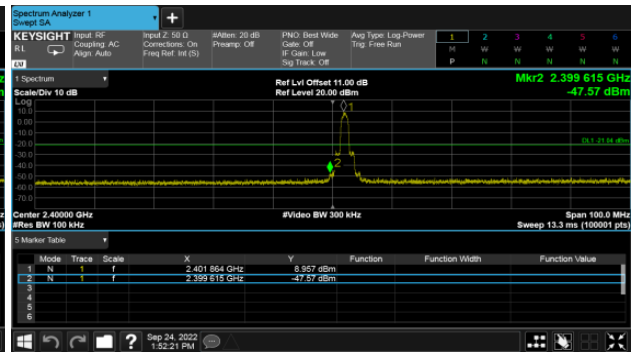 Spectrum Analyzer 1
Swept SA
+
KEYSIGHT Input: RF Input Z: 50 Ω #Atten: 20 dB PNO: Best Wide Avg Type: Log-Power 1 2 3 4 5 6
RL Coupling: AC Corrections: On Preamp: Off Gate: Off Trig: Free Run M W W W W W
Align: Auto Freq Ref: Int (S) IF Gain: Low
Sig Track: Off P N N N N N
LXI
1 Spectrum Ref Lvl Offset 11.00 dB Mkr2 2.399 615 GHz
Scale/Div 10 dB Ref Level 20.00 dBm -47.57 dBm
Log
10.0
0.00
-10.0
-20.0
-30.0
-40.0
-50.0
-60.0
-70.0
1
DL1 -21.04 dBm
2
Center 2.40000 GHz #Video BW 300 kHz Span 100.0 MHz
#Res BW 100 kHz Sweep 13.3 ms (100001 pts)
5 Marker Table
Mode Trace Scale X Y Function Function Width Function Value
1 N 1 f 2.401 864 GHz 8.957 dBm
2 N 1 f 2.399 615 GHz -47.57 dBm
3
4
5
6
? Sep 24, 2022
1:52:21 PM